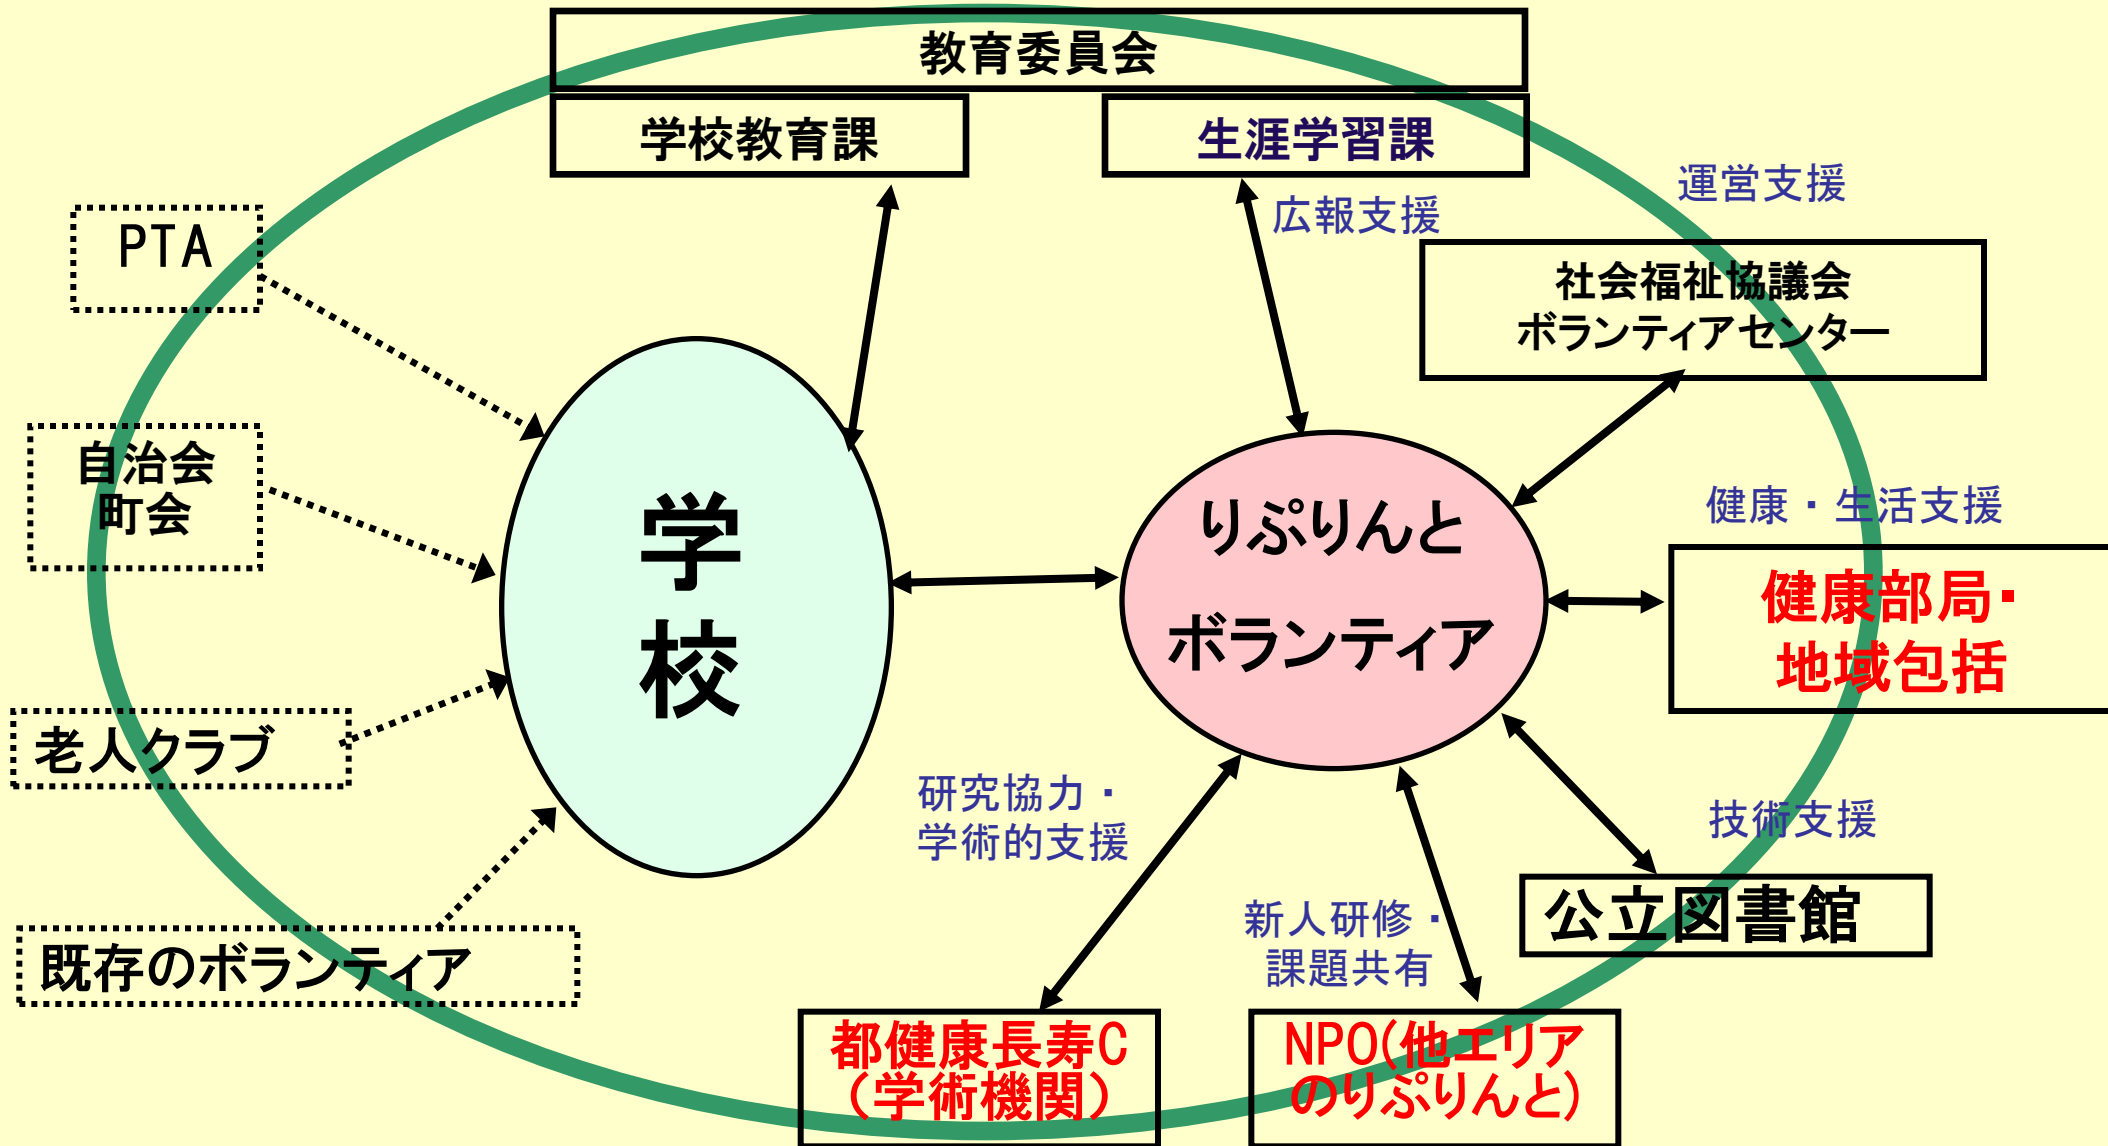 教育委員会
学校教育課
生涯学習課
運営支援
広報支援
PTA
社会福祉協議会
ボランティアセンター
自治会
町会
学
校
りぷりんと
ボランティア
健康・生活支援
健康部局・
地域包括
老人クラブ
研究協力・
学術的支援
技術支援
既存のボランティア
新人研修・
課題共有
公立図書館
都健康長寿C
（学術機関）
NPO(他エリア
のりぷりんと)